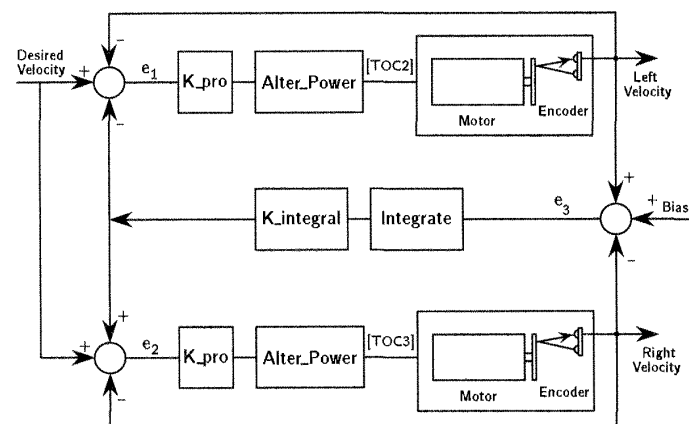 Desired
Velocity
+
−
−
e1
K_pro
Alter_Power
[TOC2]
Motor
Encoder
Left
Velocity
K_integral
Integrate
e3
+
+
Bias
−
+
+
−
e2
K_pro
Alter_Power
[TOC3]
Motor
Encoder
Right
Velocity